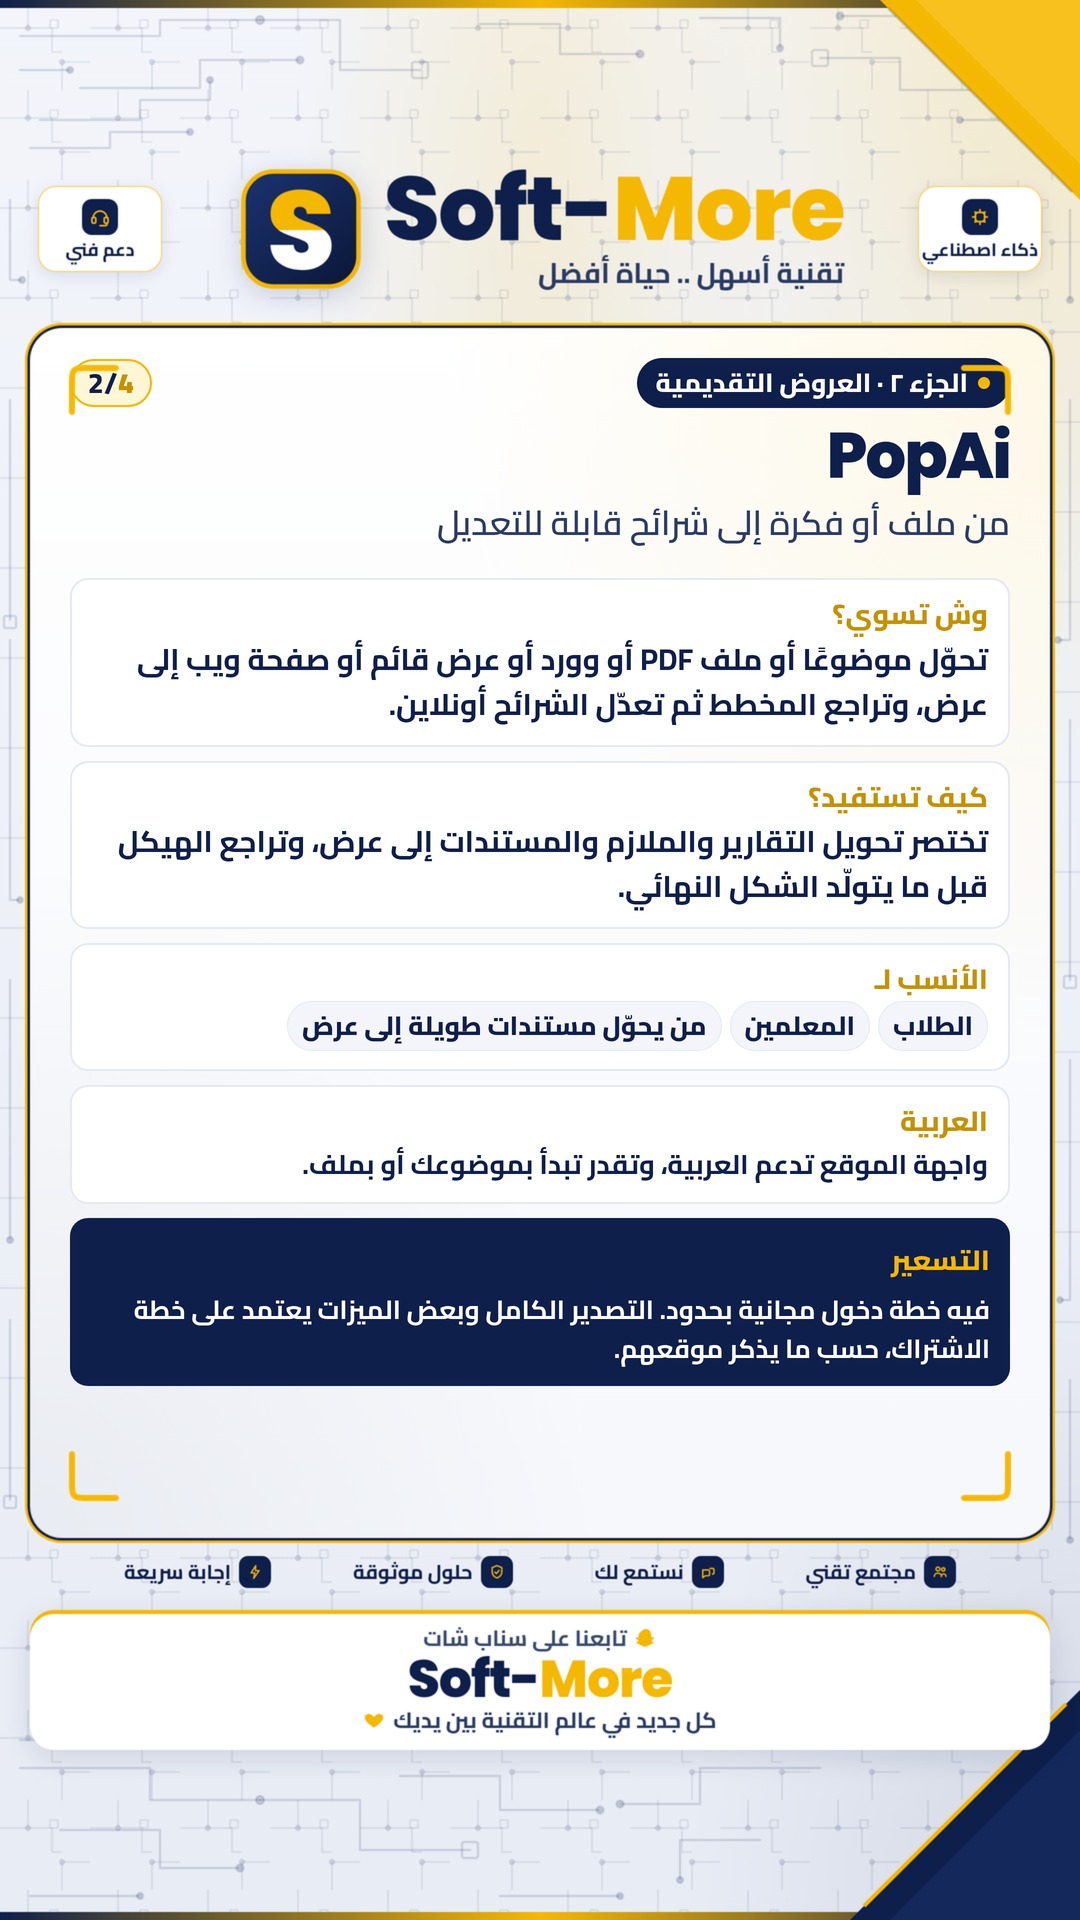 ذكاء اصطناعي
Soft-More
تقنية أسهل .. حياة أفضل
S
دعم فني
الجزء ٢ · العروض التقديمية
2/4
PopAi
من ملف أو فكرة إلى شرائح قابلة للتعديل
وش تسوي؟
تحوّل موضوعًا أو ملف PDF أو وورد أو عرض قائم أو صفحة ويب إلى
عرض، وتراجع المخطط ثم تعدّل الشرائح أونلاين.
كيف تستفيد؟
تختصر تحويل التقارير والملازم والمستندات إلى عرض، وتراجع الهيكل
قبل ما يتولّد الشكل النهائي.
الأنسب لـ
الطلاب
المعلمين
من يحوّل مستندات طويلة إلى عرض
العربية
واجهة الموقع تدعم العربية، وتقدر تبدأ بموضوعك أو بملف.
التسعير
فيه خطة دخول مجانية بحدود. التصدير الكامل وبعض الميزات يعتمد على خطة
الاشتراك، حسب ما يذكر موقعهم.
مجتمع تقني
نستمع لك
حلول موثوقة
إجابة سريعة
تابعنا على سناب شات
Soft-More
كل جديد في عالم التقنية بين يديك